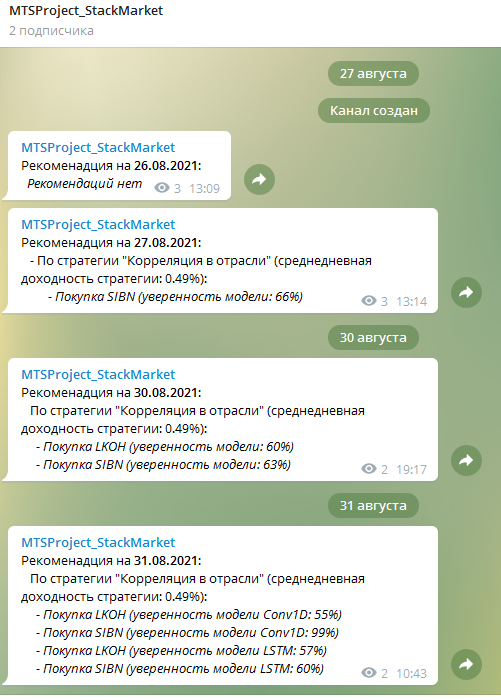 MTSProject_StackMarket
2 подписчика
27 августа
Канал создан
MTSProject_StackMarket
Рекоменадция на 26.08.2021:
Рекомендаций нет 3 13:09
MTSProject_StackMarket
Рекоменадция на 27.08.2021:
- По стратегии "Корреляция в отрасли" (среднедневная
доходность стратегии: 0.49%):
- Покупка SIBN (уверенность модели: 66%)
3 13:14
30 августа
MTSProject_StackMarket
Рекоменадция на 30.08.2021:
По стратегии "Корреляция в отрасли" (среднедневная
доходность стратегии: 0.49%):
- Покупка LKOH (уверенность модели: 60%)
- Покупка SIBN (уверенность модели: 63%)
2 19:17
31 августа
MTSProject_StackMarket
Рекоменадция на 31.08.2021:
По стратегии "Корреляция в отрасли" (среднедневная
доходность стратегии: 0.49%):
- Покупка LKOH (уверенность модели Conv1D: 55%)
- Покупка SIBN (уверенность модели Conv1D: 99%)
- Покупка LKOH (уверенность модели LSTM: 57%)
- Покупка SIBN (уверенность модели LSTM: 60%)
2 10:43